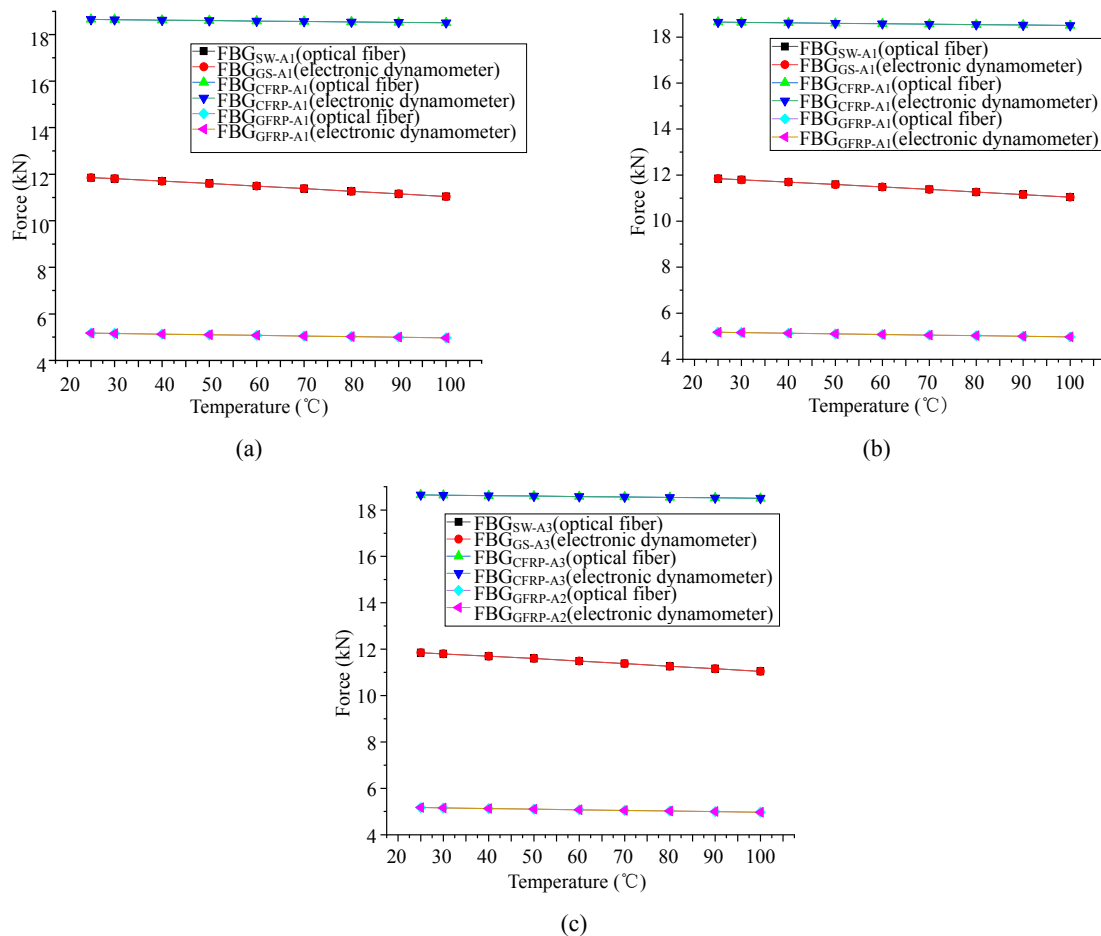 18
16
14
12
10
8
6
4
Force (kN)
FBGSW-A1(optical fiber)
FBGGS-A1(electronic dynamometer)
FBGCFRP-A1(optical fiber)
FBGCFRP-A1(electronic dynamometer)
FBGGFRP-A1(optical fiber)
FBGGFRP-A1(electronic dynamometer)
20 30 40 50 60 70 80 90 100
Temperature (℃)
(a)
18
16
14
12
10
8
6
4
Force (kN)
FBGSW-A1(optical fiber)
FBGGS-A1(electronic dynamometer)
FBGCFRP-A1(optical fiber)
FBGCFRP-A1(electronic dynamometer)
FBGGFRP-A1(optical fiber)
FBGGFRP-A1(electronic dynamometer)
20 30 40 50 60 70 80 90 100
Temperature (℃)
(b)
18
16
14
12
10
8
6
4
Force (kN)
FBGSW-A3(optical fiber)
FBGGS-A3(electronic dynamometer)
FBGCFRP-A3(optical fiber)
FBGCFRP-A3(electronic dynamometer)
FBGGFRP-A2(optical fiber)
FBGGFRP-A2(electronic dynamometer)
20 30 40 50 60 70 80 90 100
Temperature (℃)
(c)